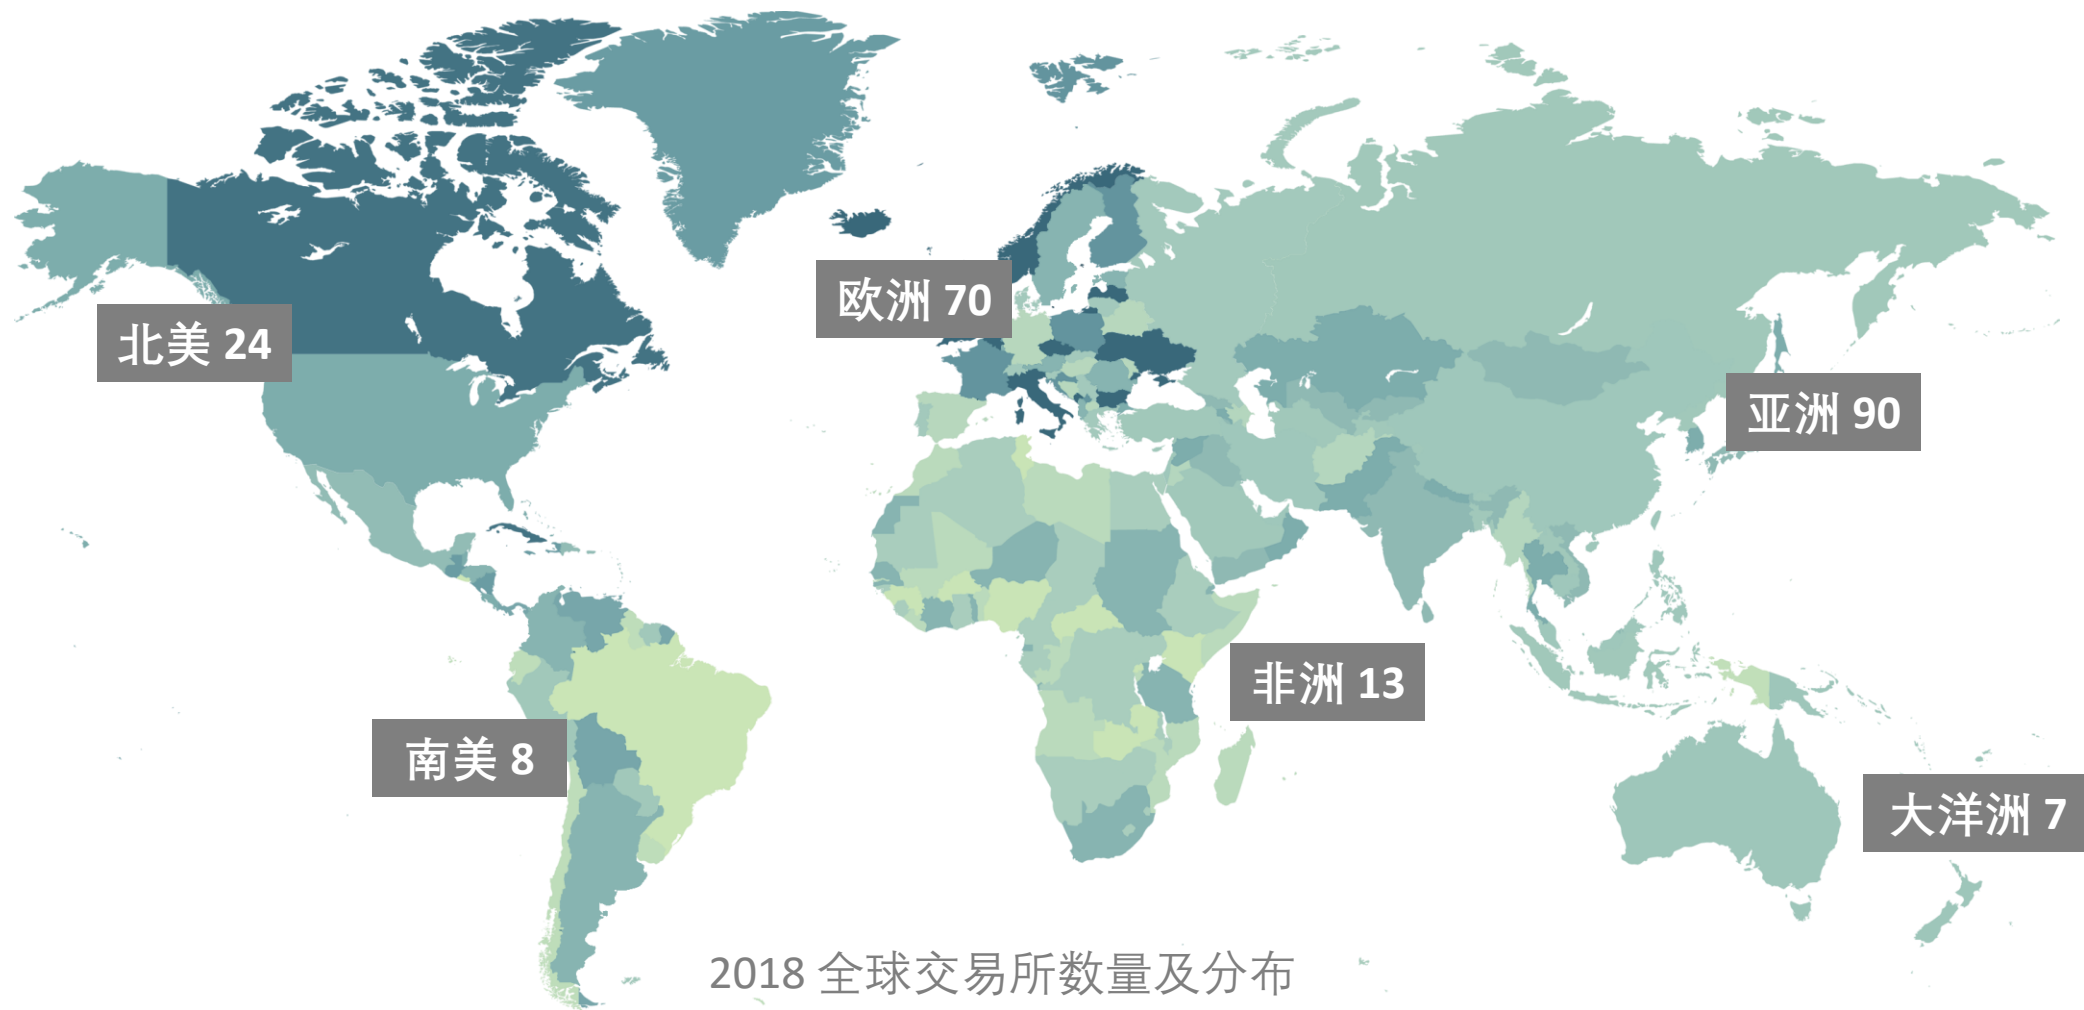 欧洲 70
北美 24
亚洲 90
非洲 13
南美 8
大洋洲 7
2018 全球交易所数量及分布